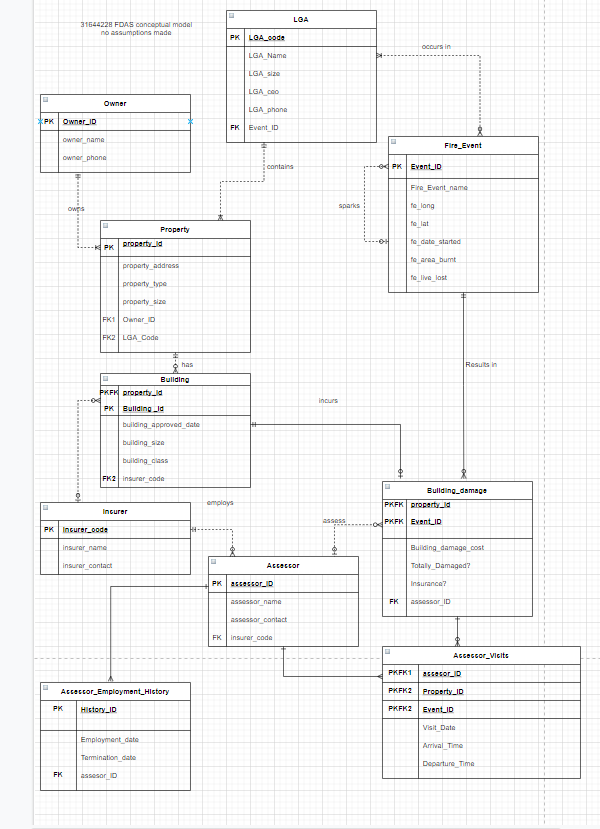 31644228 FDAS conceptual model
no assumptions made
LGA
PK LGA_code
LGA_Name
LGA_size
LGA_ceo
LGA_phone
FK Event_ID
occurs in
Owner
PK Owner_ID
owner_name
owner_phone
Fire_Event
PK Event_ID
Fire_Event_name
fe_long
fe_lat
fe_date_started
fe_area_burnt
fe_live_lost
contains
sparks
owns
Property
PK property_id
property_address
property_type
property_size
FK1 Owner_ID
FK2 LGA_Code
has
Results in
Building
PKFK property_id
PK Building_id
building_approved_date
building_size
building_class
FK2 insurer_code
incurs
Building_damage
PKFK property_id
PKFK Event_ID
Building_damage_cost
Totally_Damaged?
Insurance?
FK assessor_ID
employs
assess
Insurer
PK Insurer_code
insurer_name
insurer_contact
Assessor
PK assessor_ID
assessor_name
assessor_contact
FK insurer_code
Assessor_Visits
PKFK1 assesor_ID
PKFK2 Property_ID
PKFK2 Event_ID
Visit_Date
Arrival_Time
Departure_Time
Assessor_Employment_History
PK History_ID
Employment_date
Termination_date
FK assesor_ID